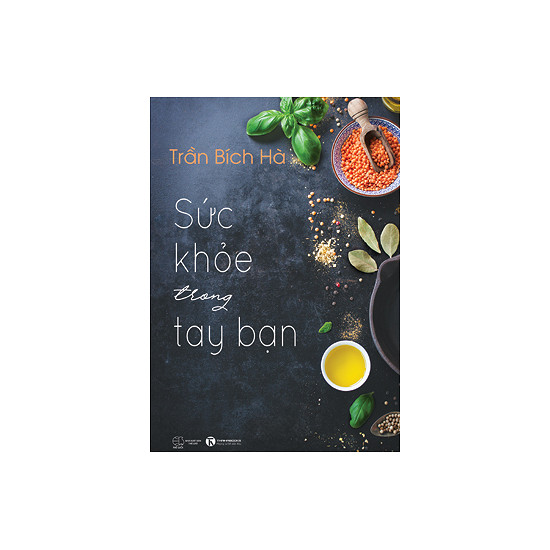 Trần Bích Hà
Sức
khỏe
trong
tay bạn